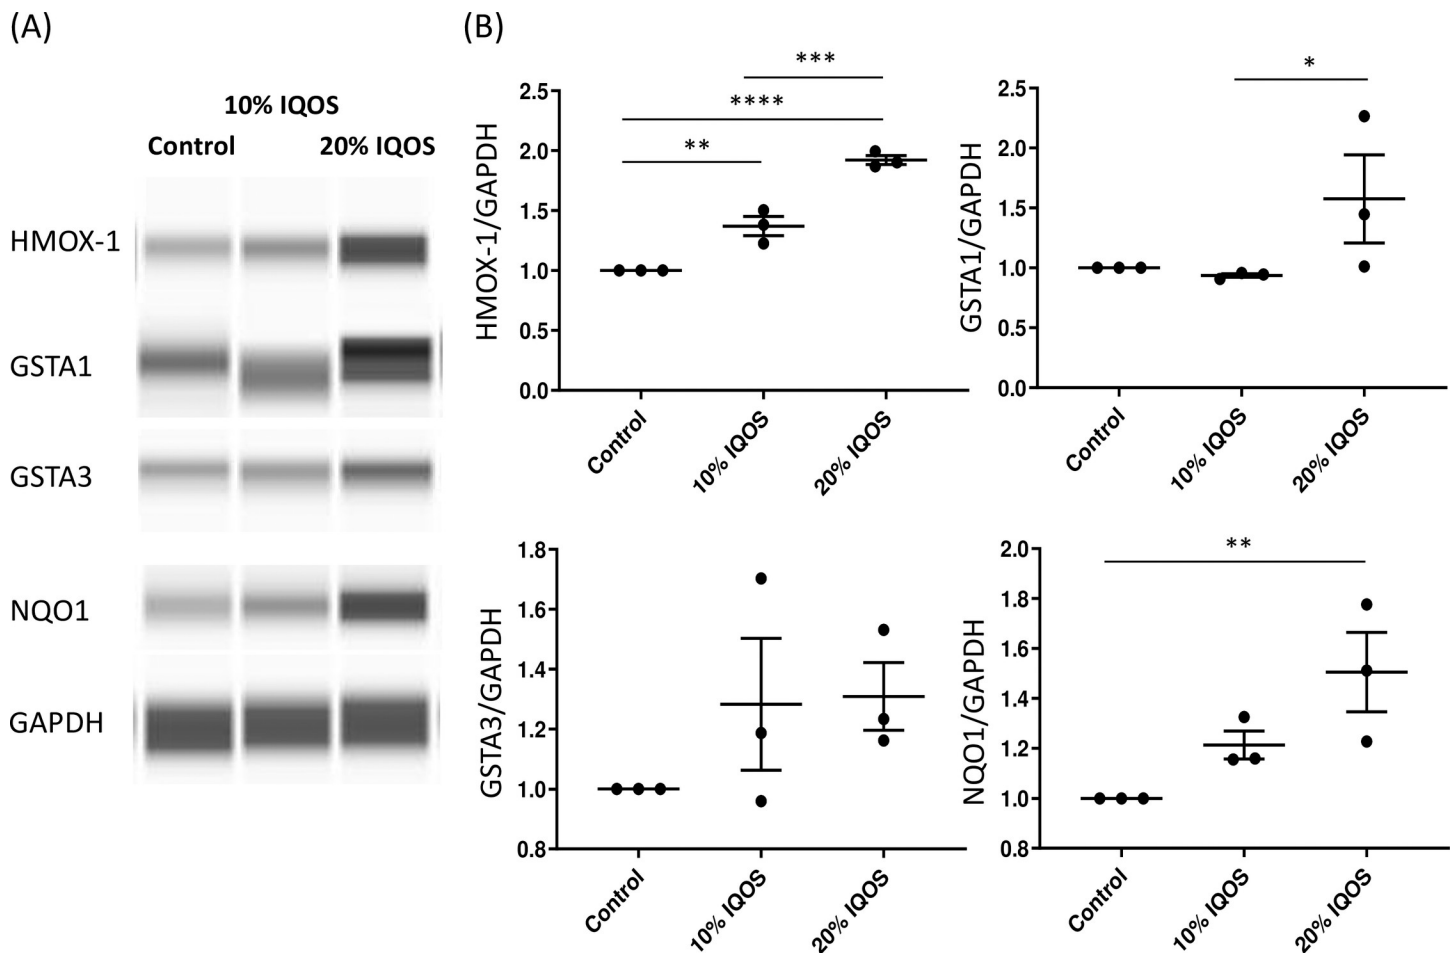 (A)
10% IQOS
Control 20% IQOS
HMOX-1
GSTA1
GSTA3
NQO1
GAPDH
(B)
HMOX-1/GAPDH
2.5
2.0
1.5
1.0
0.5
0.0
***
****
**
Control
10% IQOS
20% IQOS
GSTA1/GAPDH
2.5
2.0
1.5
1.0
0.5
0.0
*
Control
10% IQOS
20% IQOS
GSTA3/GAPDH
1.8
1.6
1.4
1.2
1.0
0.8
Control
10% IQOS
20% IQOS
NQO1/GAPDH
2.0
1.8
1.6
1.4
1.2
1.0
0.8
**
Control
10% IQOS
20% IQOS